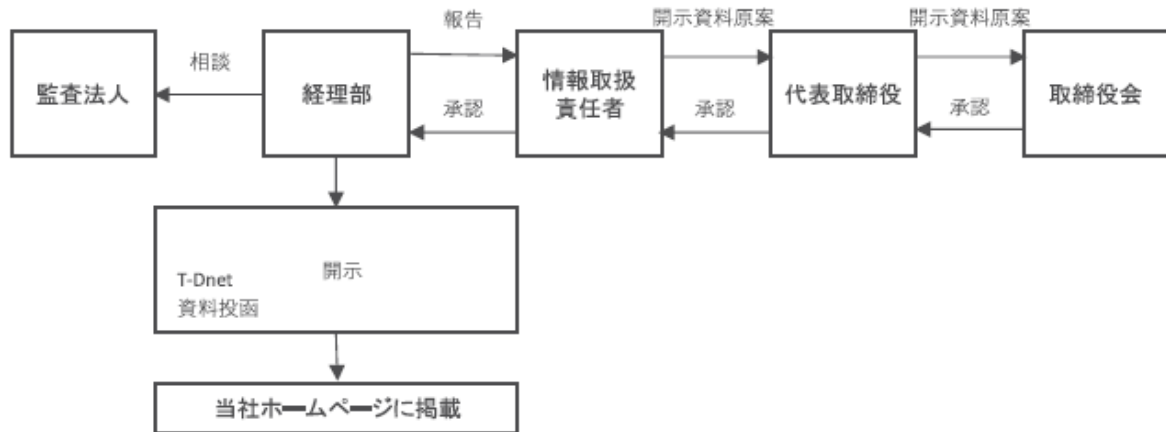 報告
開示資料原案
開示資料原案
相談
監査法人
経理部
情報取扱
責任者
代表取締役
取締役会
承認
承認
承認
開示
T-Dnet
資料投函
当社ホームページに掲載